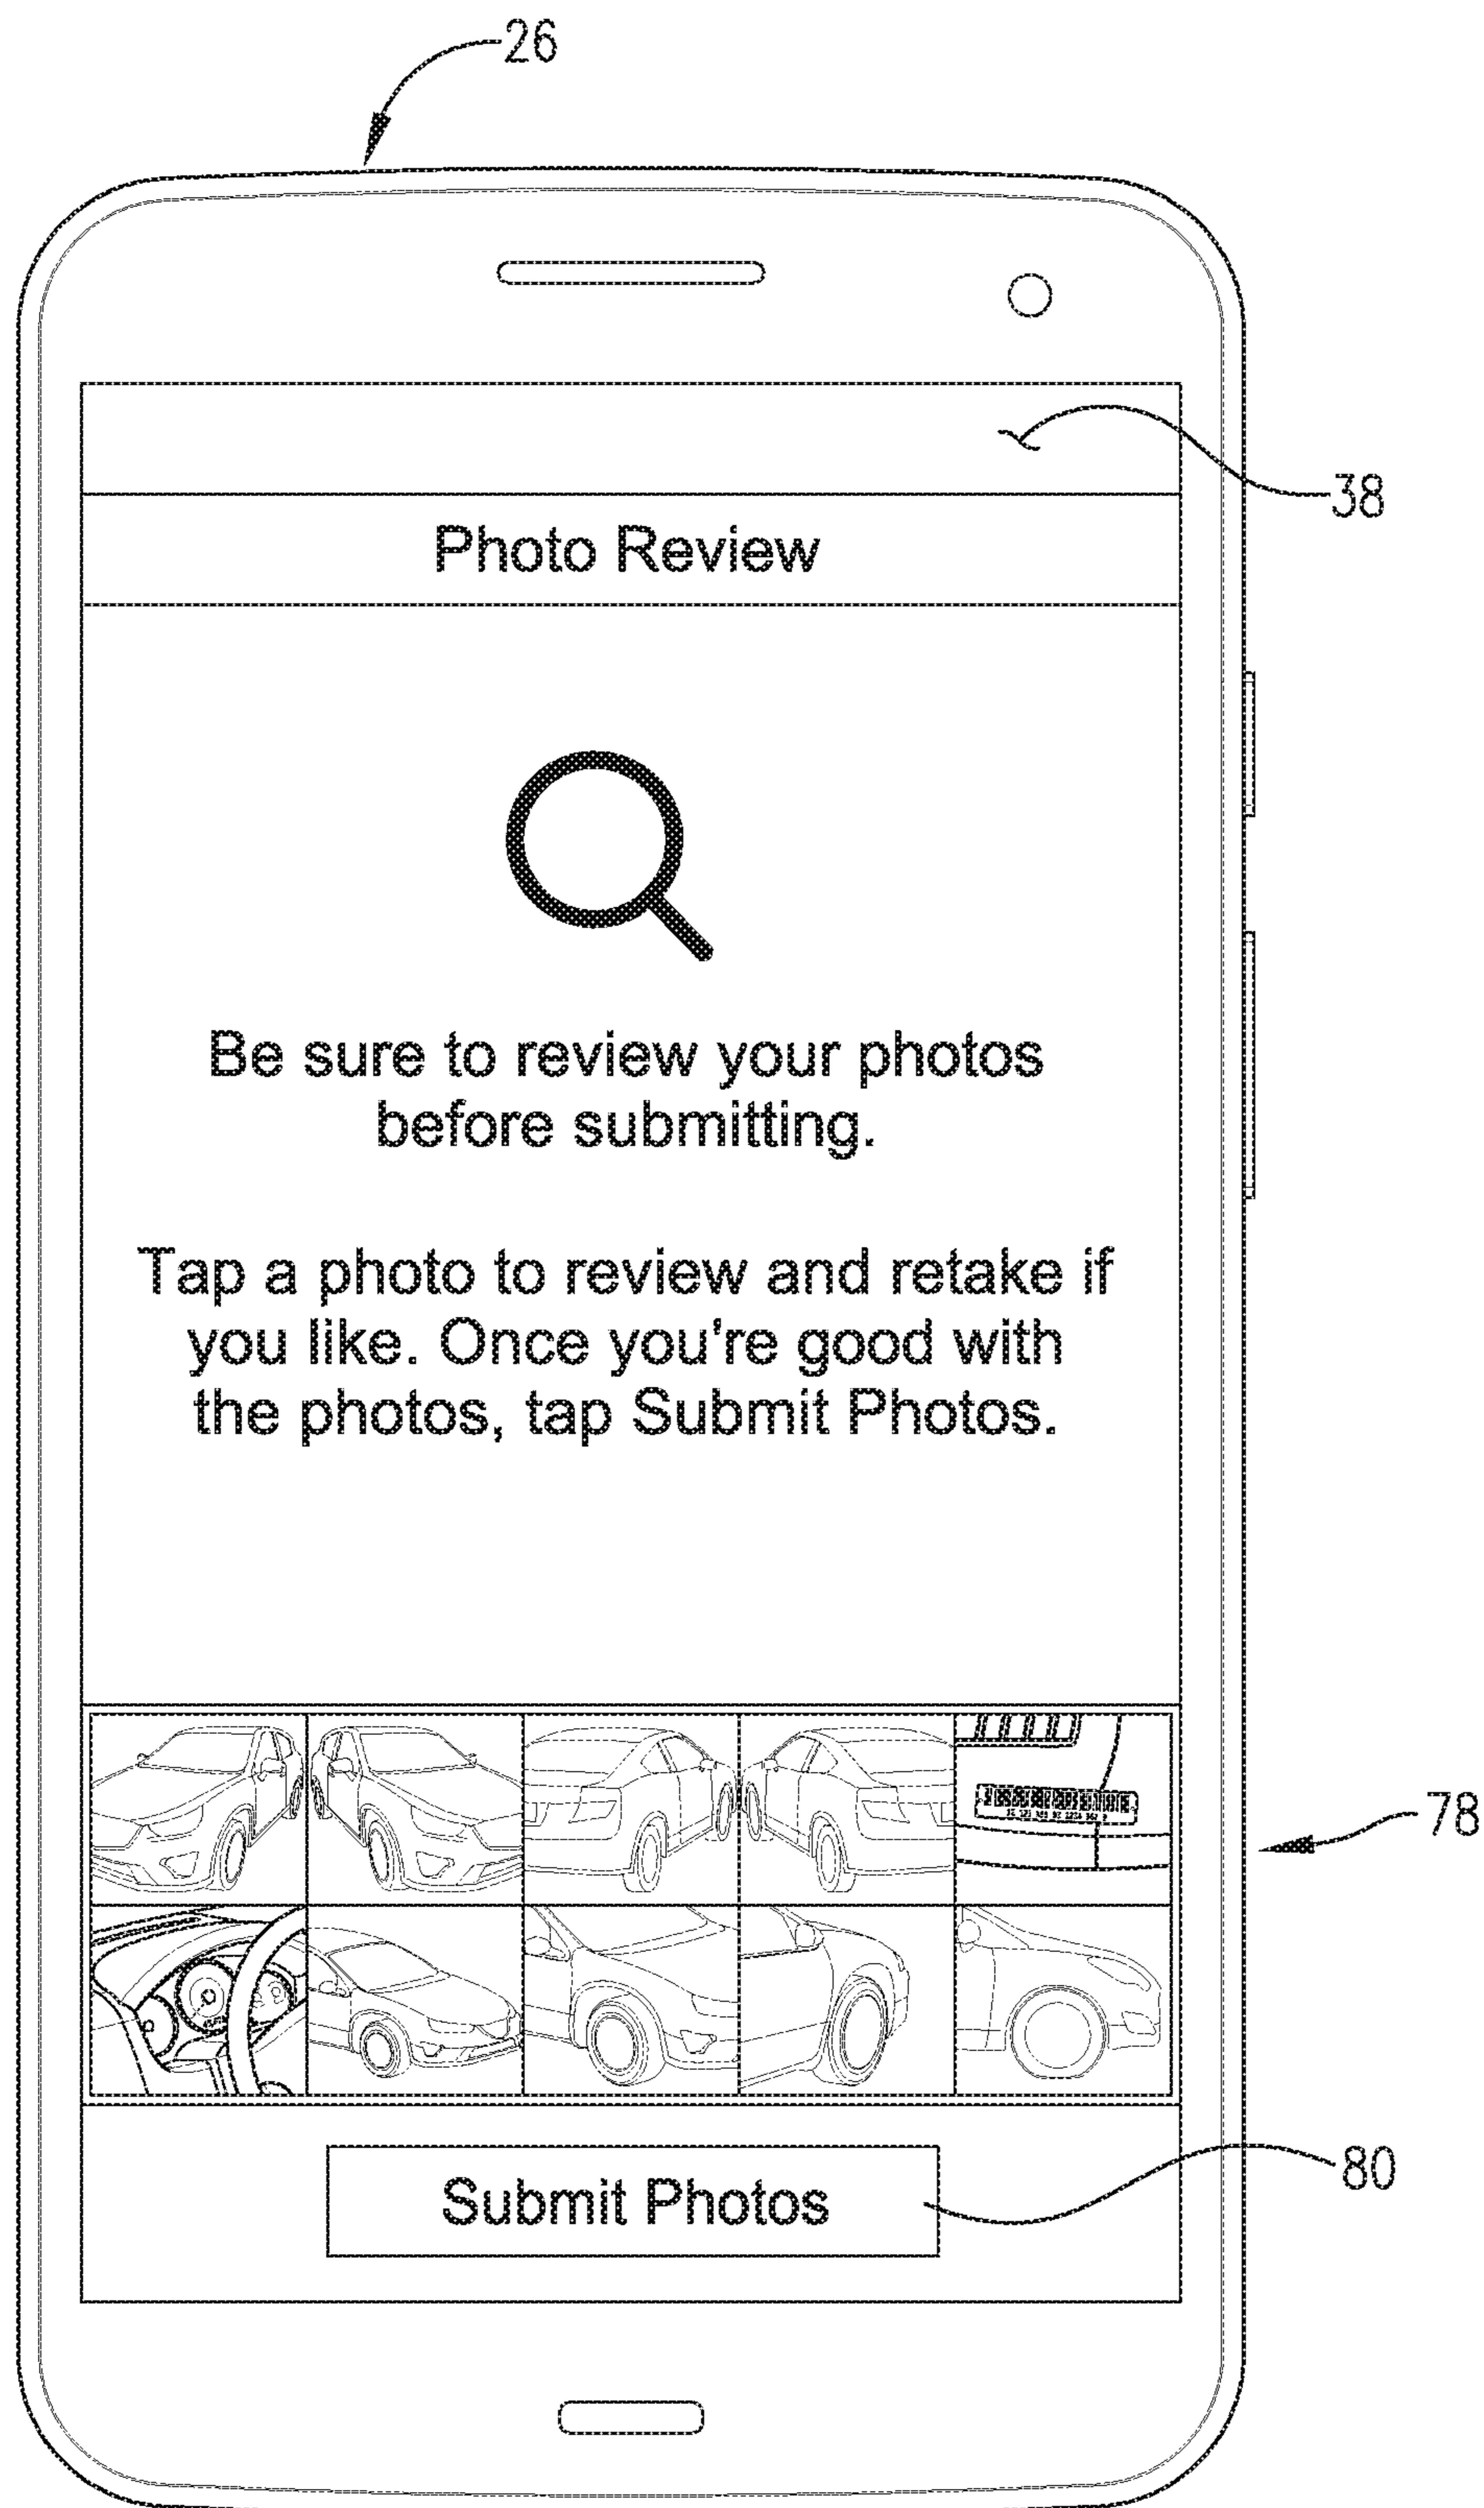 26
38
Photo Review
Be sure to review your photos
before submitting.
Tap a photo to review and retake if
you like. Once you're good with
the photos, tap Submit Photos.
78
Submit Photos
80